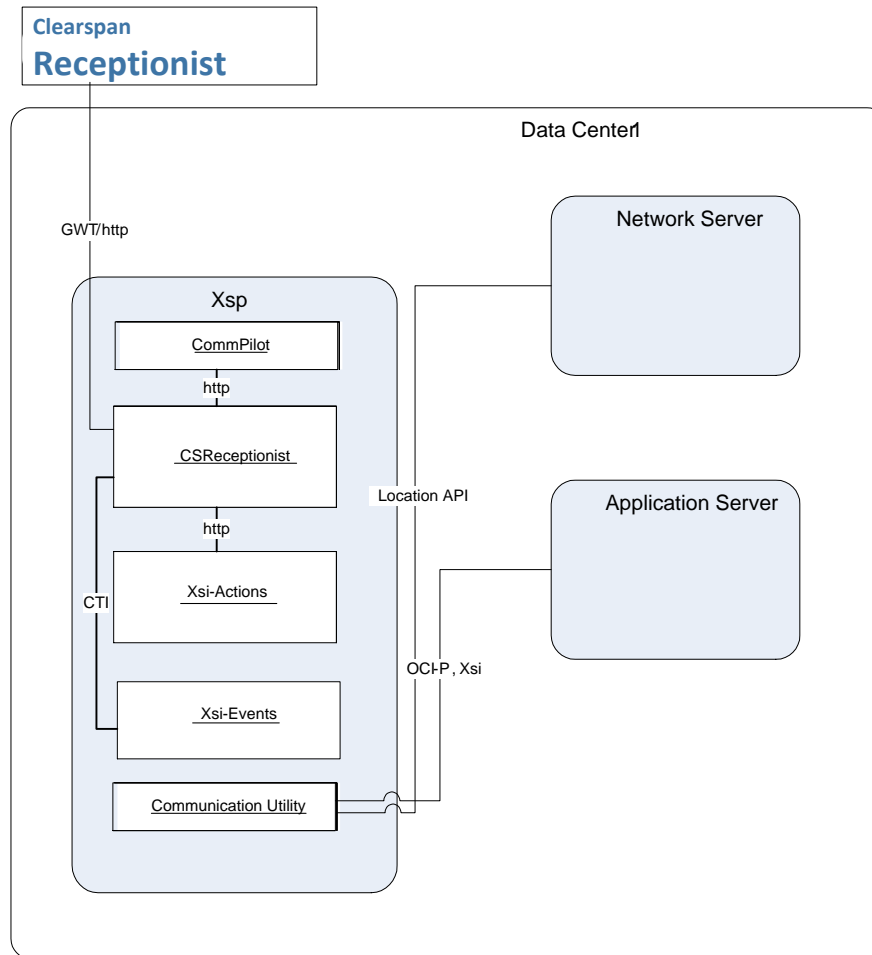 Clearspan
Receptionist
Data Center1
GWT/http
Network Server
Xsp
CommPilot
http
CSReceptionist
Location API
Application Server
http
Xsi-Actions
CTI
OCI-P, Xsi
Xsi-Events
Communication Utility